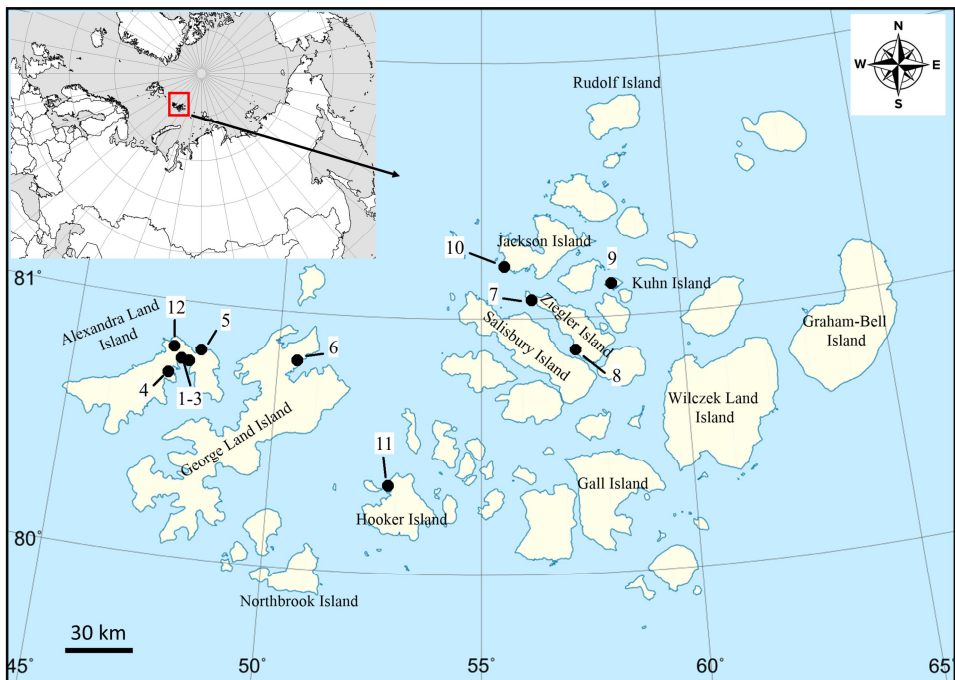 N
W E
S
Rudolf Island
Jackson Island
10
9
Kuhn Island
7
Ziegler Island
81°
Alexandra Land
Island
12
5
Salisbury Island
Graham-Bell
Island
6
8
4
1-3
Wilczek Land
Island
George Land Island
11
Gall Island
Hooker Island
80°
Northbrook Island
30 km
45°
50°
55°
60°
65°